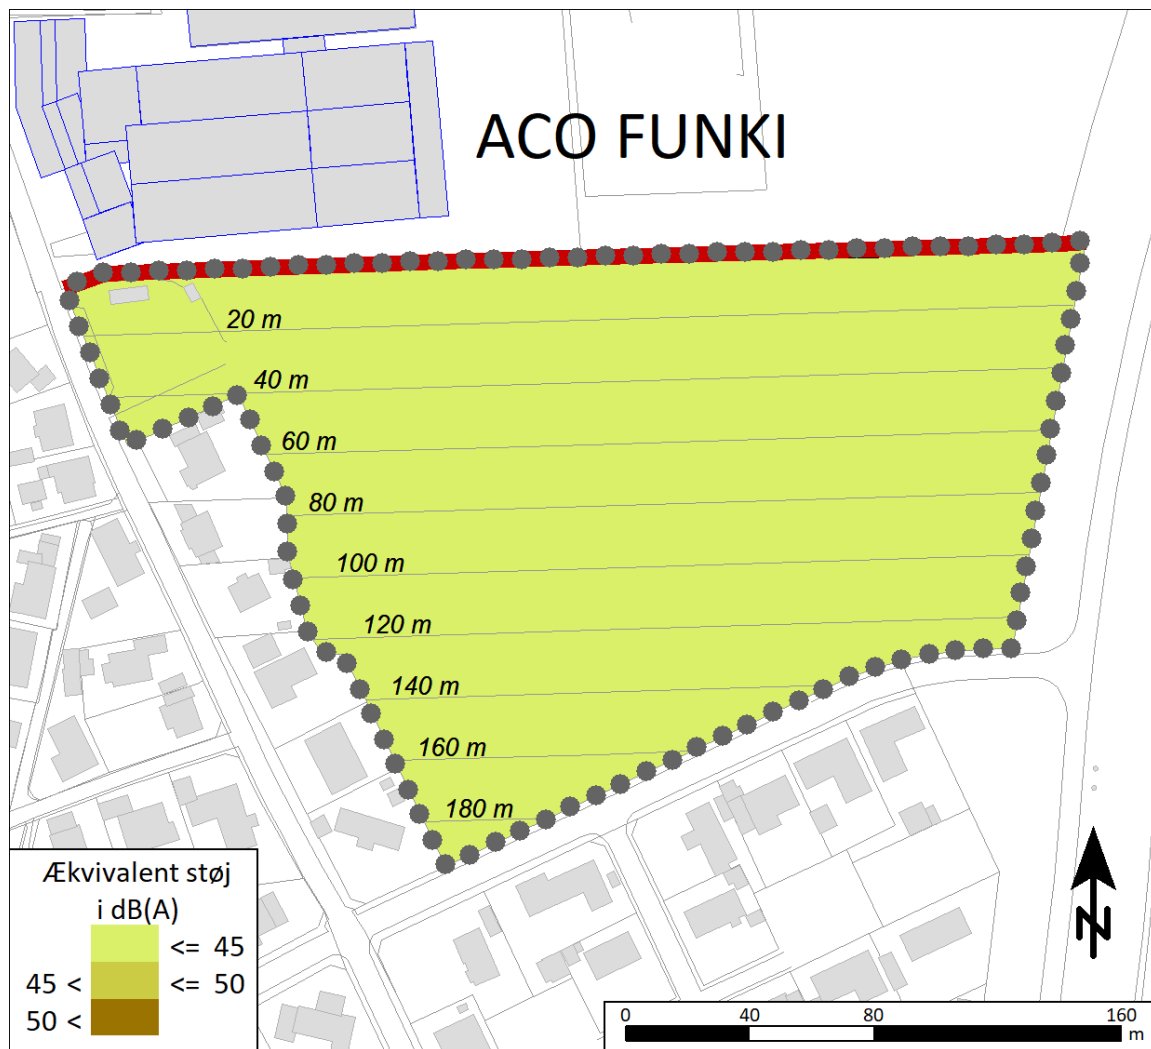 ACO FUNKI
20 m
40 m
60 m
80 m
100 m
120 m
140 m
160 m
180 m
Ækvivalent støj
i dB(A)
<= 45
45 < <= 50
50 <
N
0 40 80 160
m